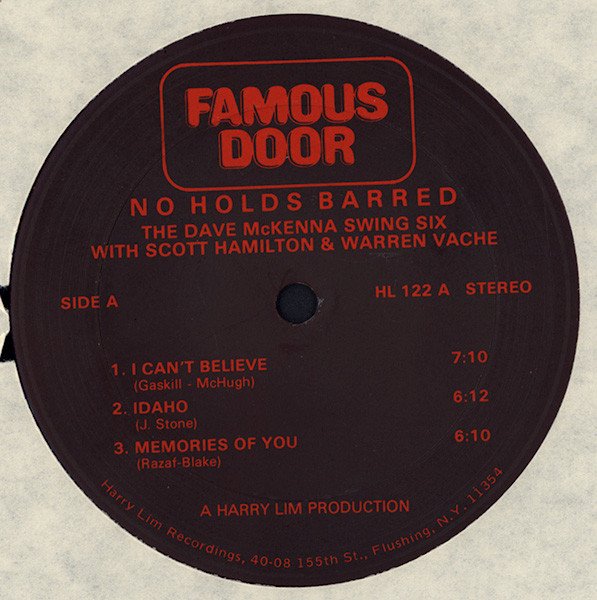 FAMOUS
DOOR
NO HOLDS BARRED
THE DAVE McKENNA SWING SIX
WITH SCOTT HAMILTON & WARREN VACHE
SIDE A
HL 122 A STEREO
1. I CAN'T BELIEVE 7:10
(Gaskill - McHugh)
2. IDAHO 6:12
(J. Stone)
3. MEMORIES OF YOU 6:10
(Razaf-Blake)
A HARRY LIM PRODUCTION
Harry Lim Recordings, 40-08 155th St., Flushing, N.Y. 11354